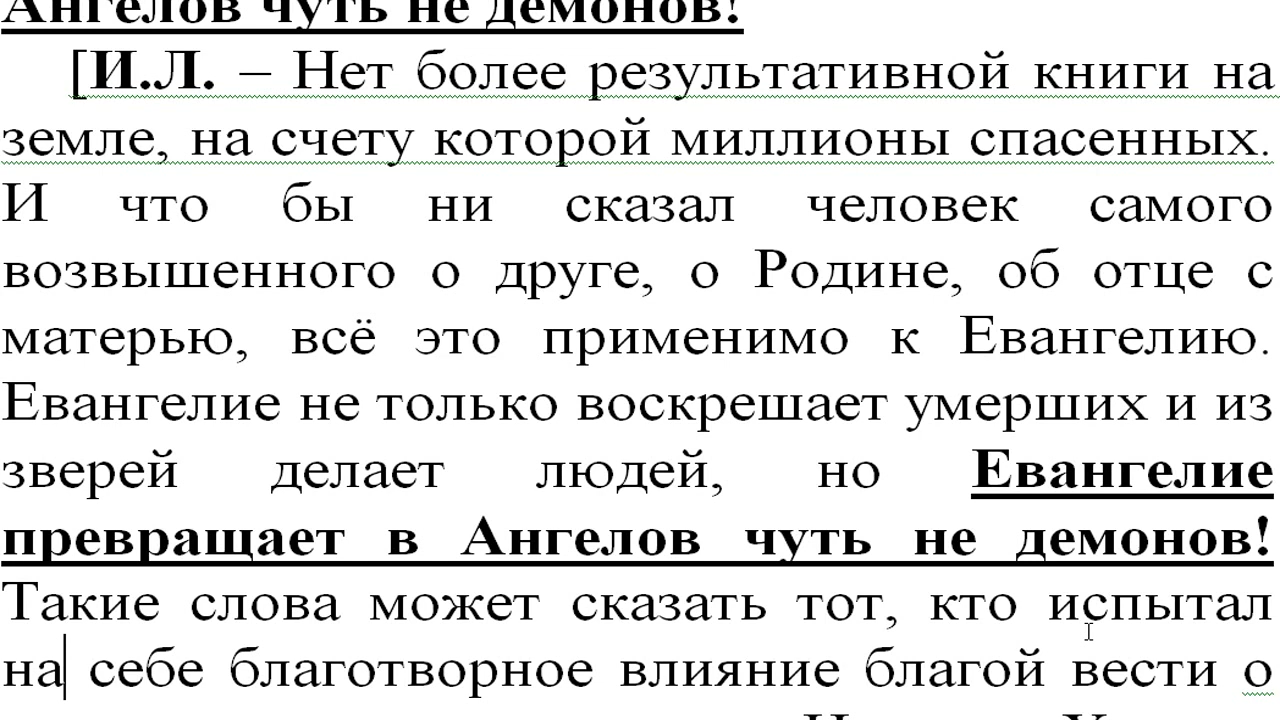 Ангелов чуть не демонов!
[И.Л. – Нет более результативной книги на
земле, на счету которой миллионы спасенных.
И что бы ни сказал человек самого
возвышенного о друге, о Родине, об отце с
матерью, всё это применимо к Евангелию.
Евангелие не только воскрешает умерших и из
зверей делает людей, но Евангелие
превращает в Ангелов чуть не демонов!
Такие слова может сказать тот, кто испытал
на себе благотворное влияние благой вести о